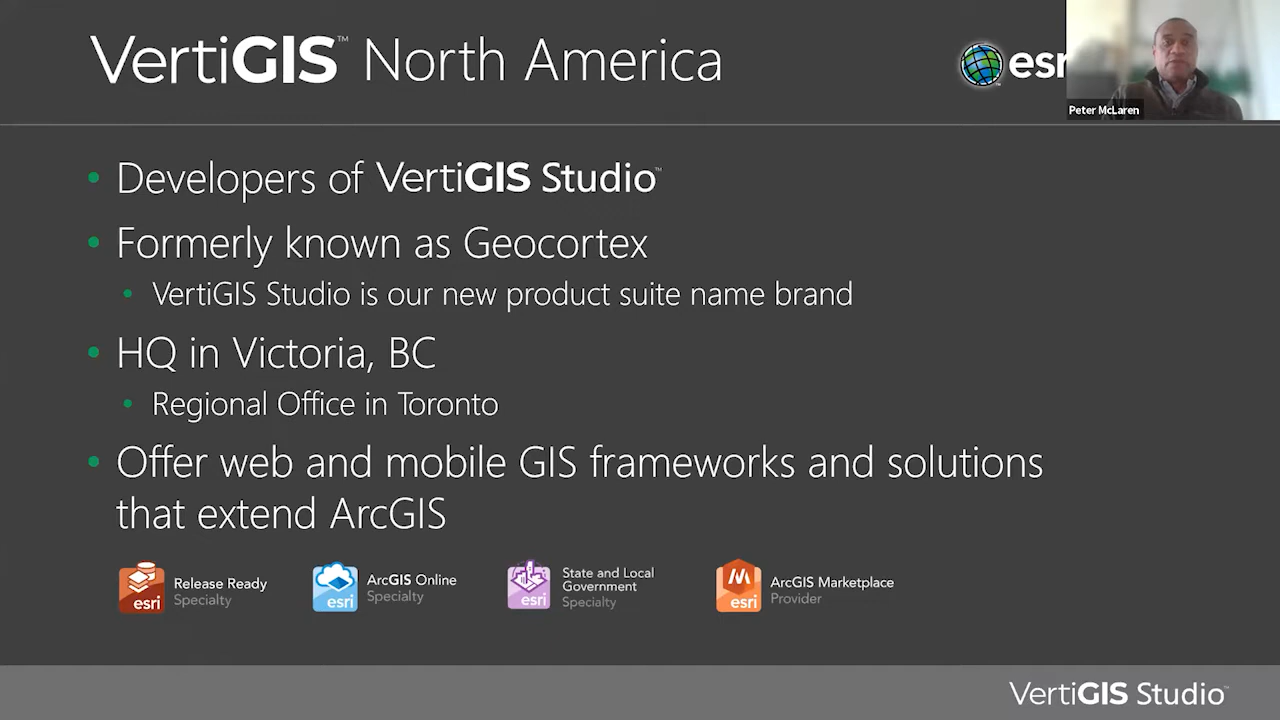 VertiGIS™ North America
esri
Peter McLaren
• Developers of VertiGIS Studio™
• Formerly known as Geocortex
• VertiGIS Studio is our new product suite name brand
• HQ in Victoria, BC
• Regional Office in Toronto
• Offer web and mobile GIS frameworks and solutions
that extend ArcGIS
esri
Release Ready
Specialty
esri
ArcGIS Online
Specialty
esri
State and Local
Government
Specialty
esri
ArcGIS Marketplace
Provider
VertiGIS Studio™